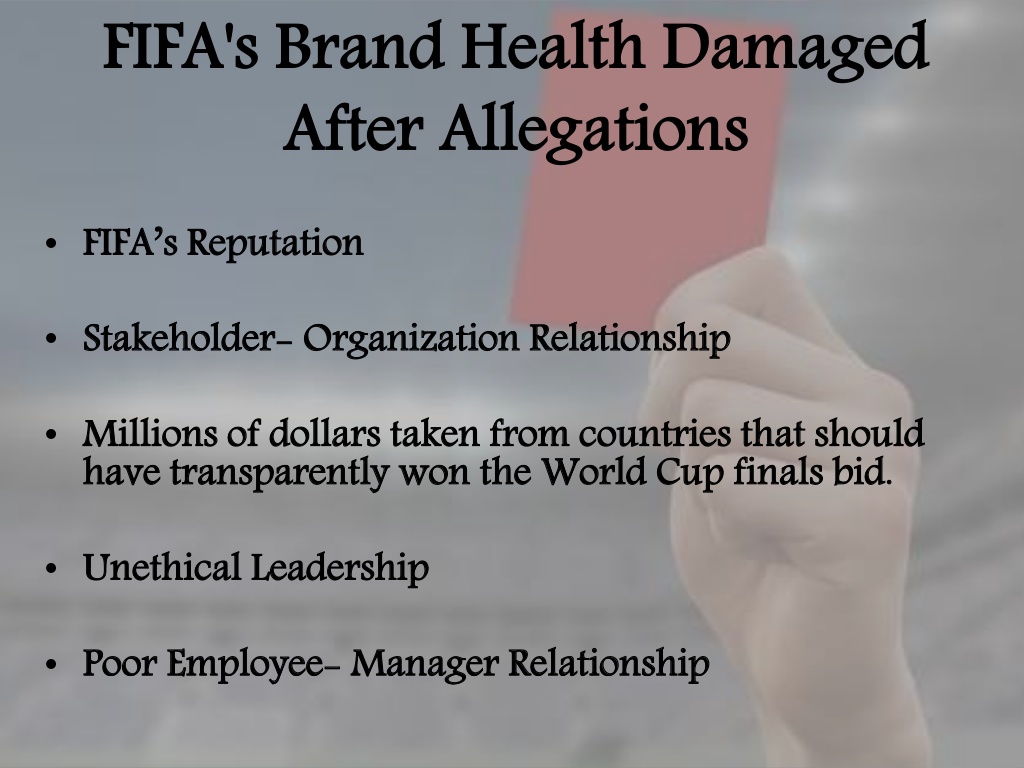 FIFA's Brand Health Damaged
After Allegations
• FIFA’s Reputation
• Stakeholder- Organization Relationship
• Millions of dollars taken from countries that should
have transparently won the World Cup finals bid.
• Unethical Leadership
• Poor Employee- Manager Relationship